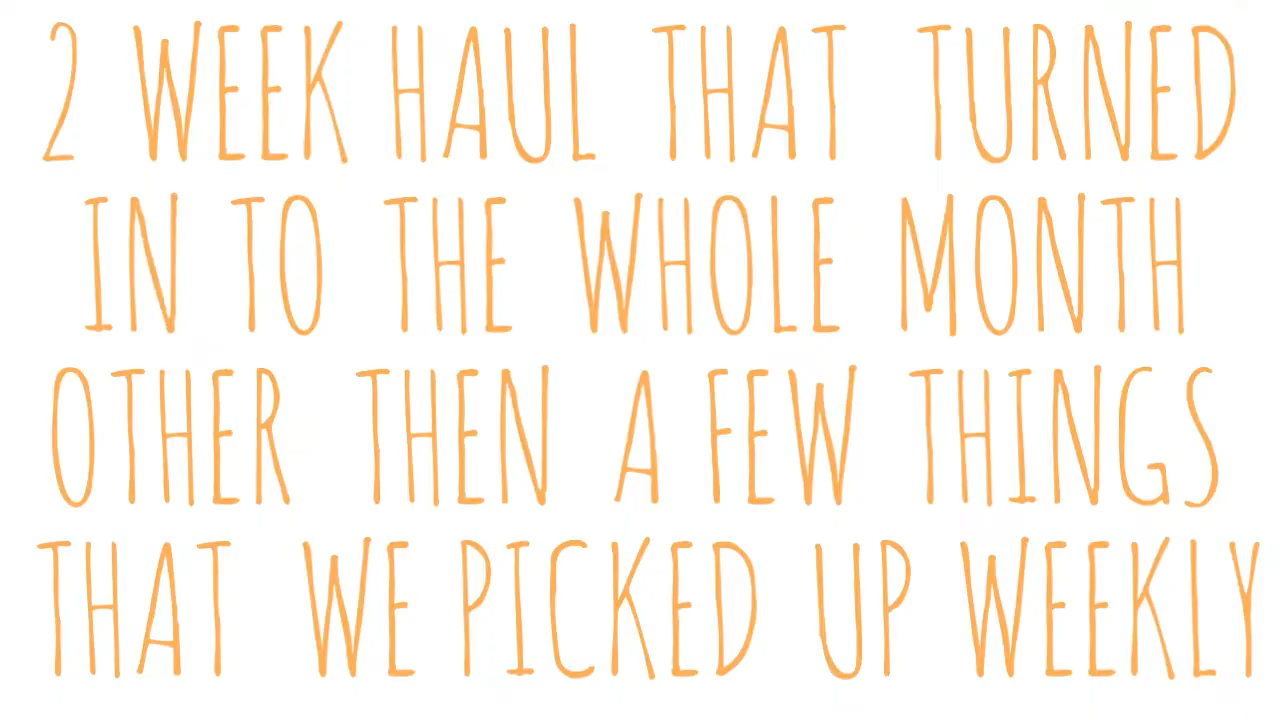 2 WEEK HAUL THAT TURNED
IN TO THE WHOLE MONTH
OTHER THEN A FEW THINGS
THAT WE PICKED UP WEEKLY